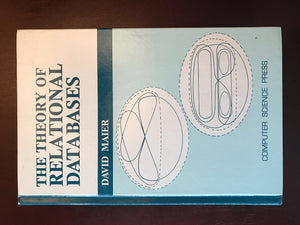 THE THEORY OF
RELATIONAL
DATABASES
DAVID MAIER
COMPUTER SCIENCE PRESS